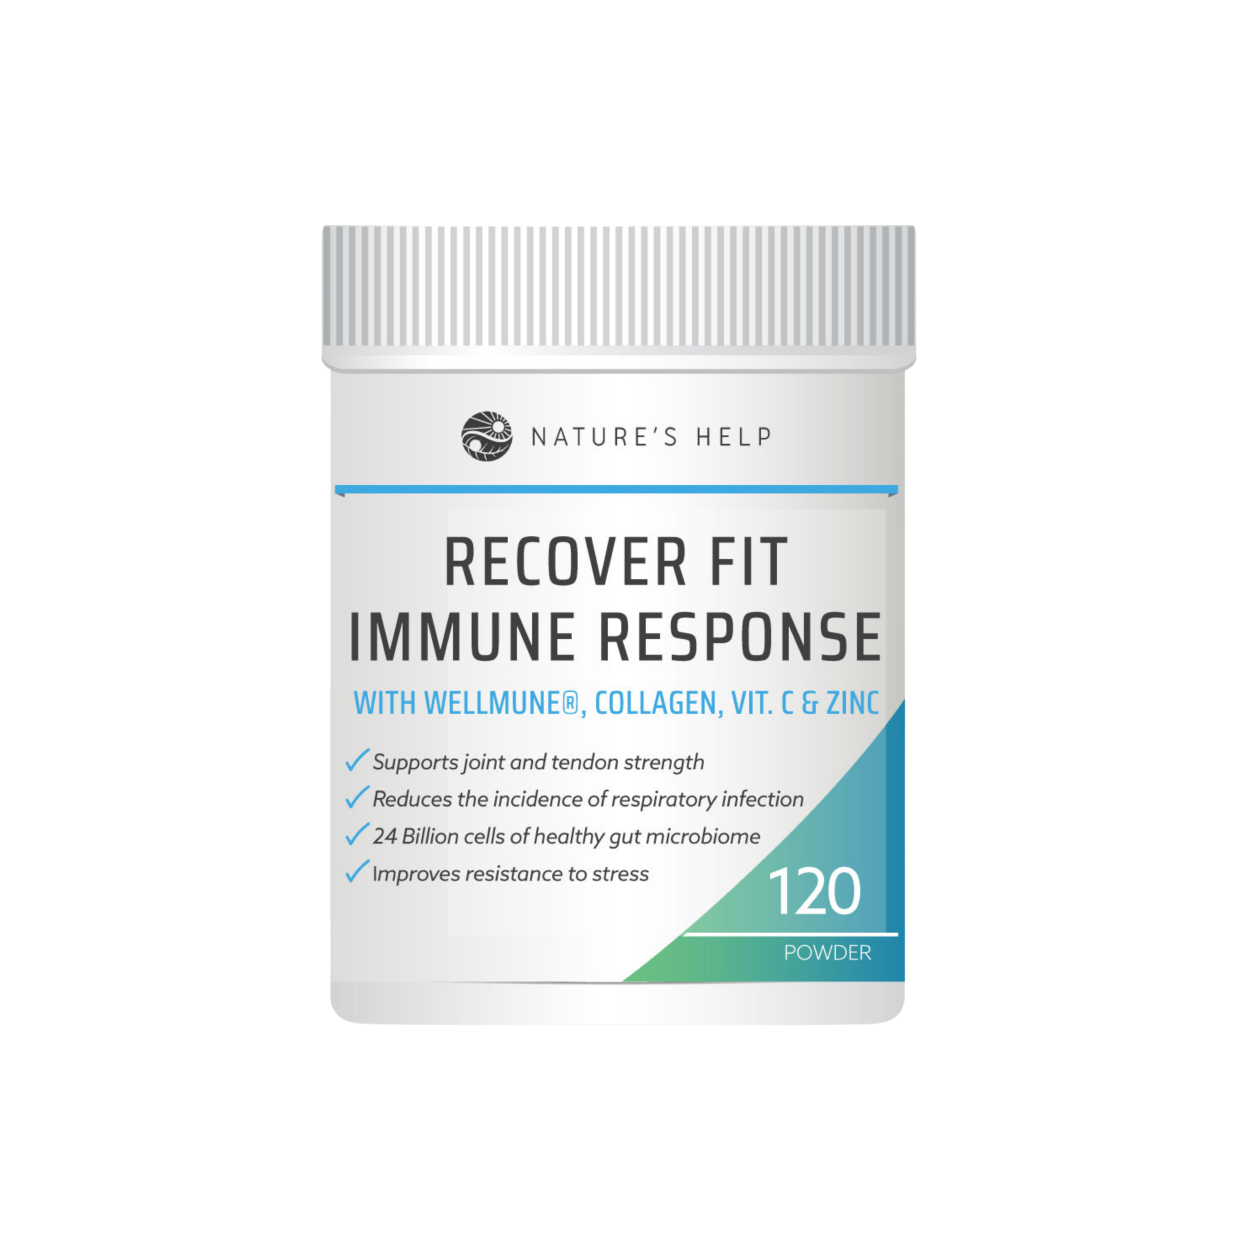 NATURE'S HELP
RECOVER FIT
IMMUNE RESPONSE
WITH WELLMUNE®, COLLAGEN, VIT. C & ZINC
Supports joint and tendon strength
Reduces the incidence of respiratory infection
24 Billion cells of healthy gut microbiome
Improves resistance to stress
120
POWDER